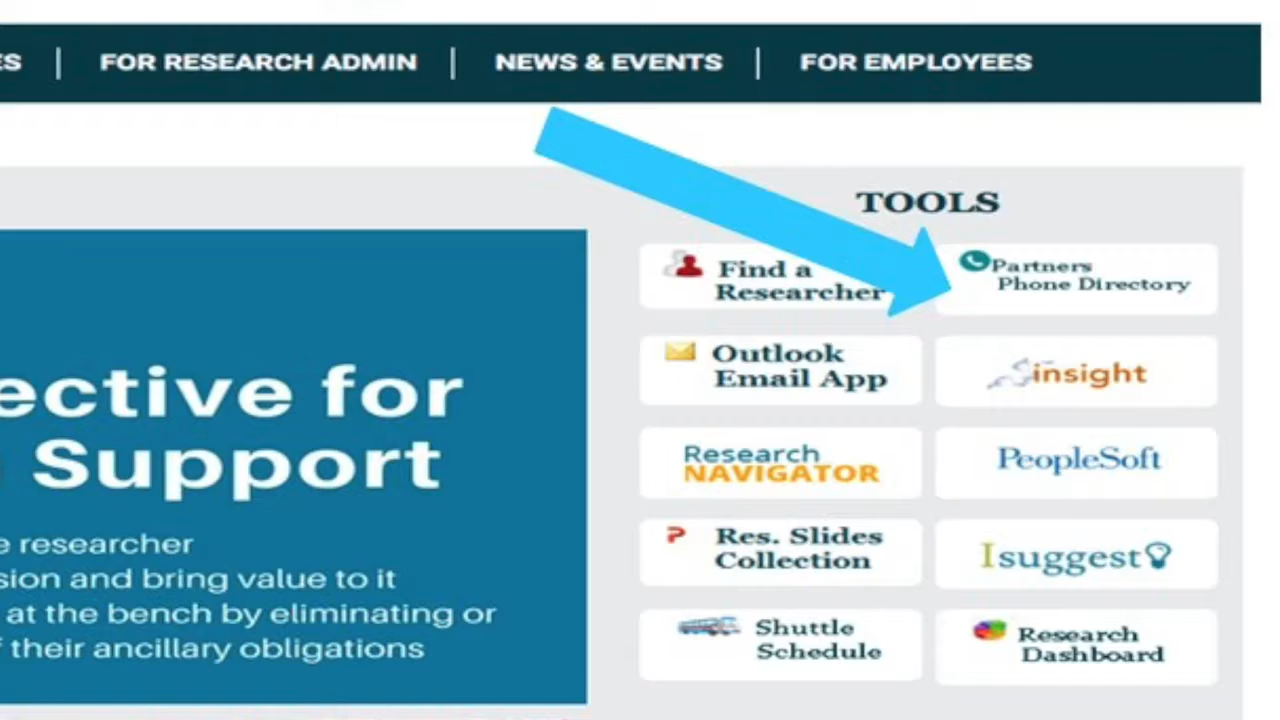 ES | FOR RESEARCH ADMIN | NEWS & EVENTS | FOR EMPLOYEES
TOOLS
Find a
Researcher
Partners
Phone Directory
Outlook
Email App
insight
Research
NAVIGATOR
PeopleSoft
Res. Slides
Collection
Isuggest
Shuttle
Schedule
Research
Dashboard
ective for
Support
researcher
sion and bring value to it
at the bench by eliminating or
their ancillary obligations